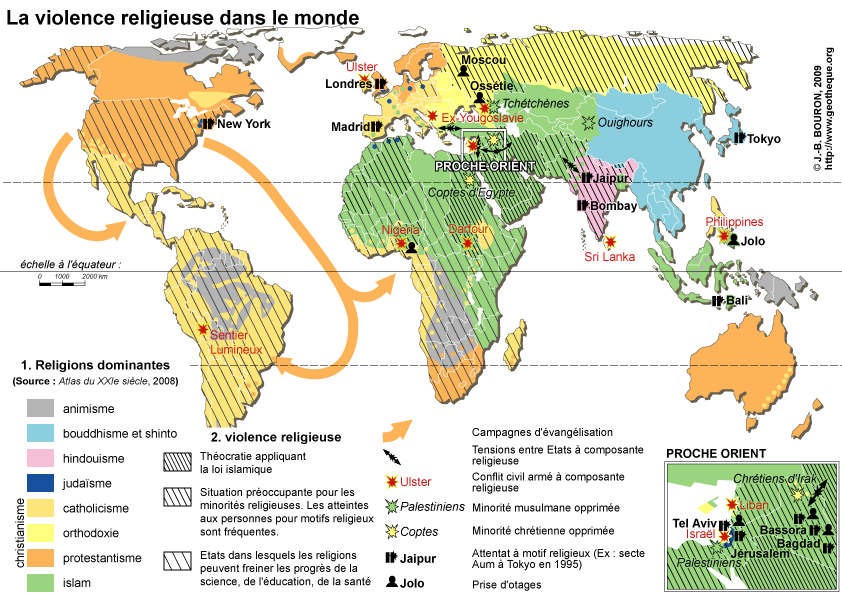 La violence religieuse dans le monde
Moscou
Ulster
Londres
Ossétie
Tchétchènes
Ex-Yougoslavie
Ouighours
New York
Madrid
Tokyo
PROCHE ORIENT
Jaipur
Coptes d'Egypte
Bombay
Nigéria
Darfour
Philippines
Jolo
Sri Lanka
Bali
Sentier
Lumineux
échelle à l'équateur :
0 1000 2000 km
© J.-B. BOURON, 2009
http://www.geotheque.org
1. Religions dominantes
(Source : Atlas du XXIe siècle, 2008)
animisme
bouddhisme et shinto
hindouisme
judaïsme
catholicisme
orthodoxie
protestantisme
islam
christianisme
2. violence religieuse
Théocratie appliquant
la loi islamique
Situation préoccupante pour les
minorités religieuses. Les atteintes
aux personnes pour motifs religieux
sont fréquentes.
Etats dans lesquels les religions
peuvent freiner les progrès de la
science, de l'éducation, de la santé
Campagnes d'évangélisation
Tensions entre Etats à composante
religieuse
Ulster
Conflit civil armé à composante
religieuse
Palestiniens
Minorité musulmane opprimée
Coptes
Minorité chrétienne opprimée
Jaipur
Attentat à motif religieux (Ex : secte
Aum à Tokyo en 1995)
Jolo
Prise d'otages
PROCHE ORIENT
Chrétiens d'Irak
Liban
Tel Aviv
Bassora
Israël
Bagdad
Jérusalem
Palestiniens